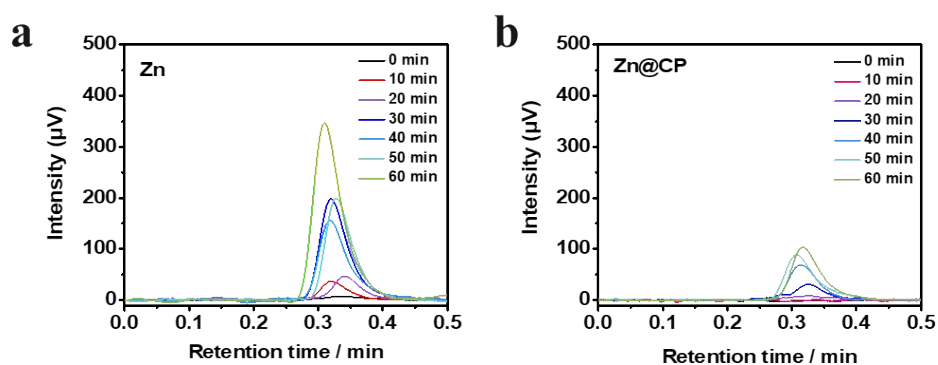 a
Zn
0 min
10 min
20 min
30 min
40 min
50 min
60 min
500
400
300
200
100
0
Intensity (µV)
0.0 0.1 0.2 0.3 0.4 0.5
Retention time / min
b
Zn@CP
0 min
10 min
20 min
30 min
40 min
50 min
60 min
500
400
300
200
100
0
Intensity (µV)
0.0 0.1 0.2 0.3 0.4 0.5
Retention time / min